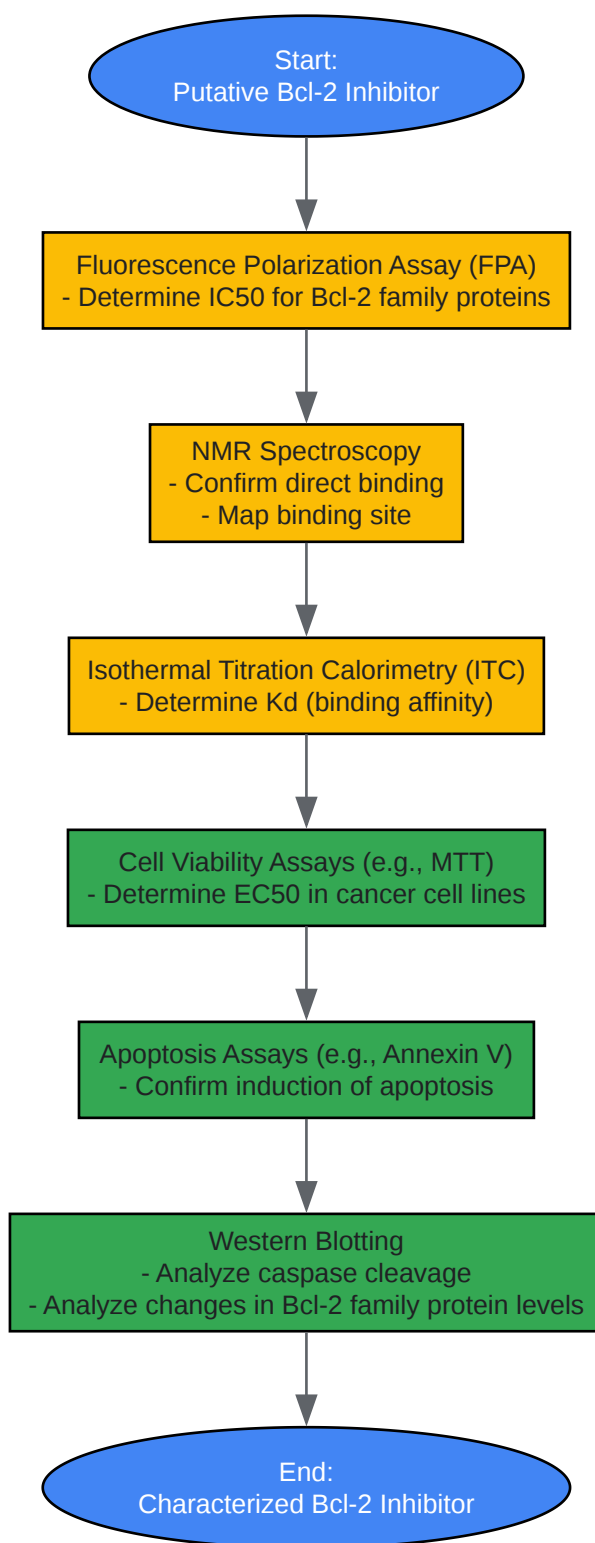 Start:
Putative Bcl-2 Inhibitor
Fluorescence Polarization Assay (FPA)
- Determine IC50 for Bcl-2 family proteins
NMR Spectroscopy
- Confirm direct binding
- Map binding site
Isothermal Titration Calorimetry (ITC)
- Determine Kd (binding affinity)
Cell Viability Assays (e.g., MTT)
- Determine EC50 in cancer cell lines
Apoptosis Assays (e.g., Annexin V)
- Confirm induction of apoptosis
Western Blotting
- Analyze caspase cleavage
- Analyze changes in Bcl-2 family protein levels
End:
Characterized Bcl-2 Inhibitor